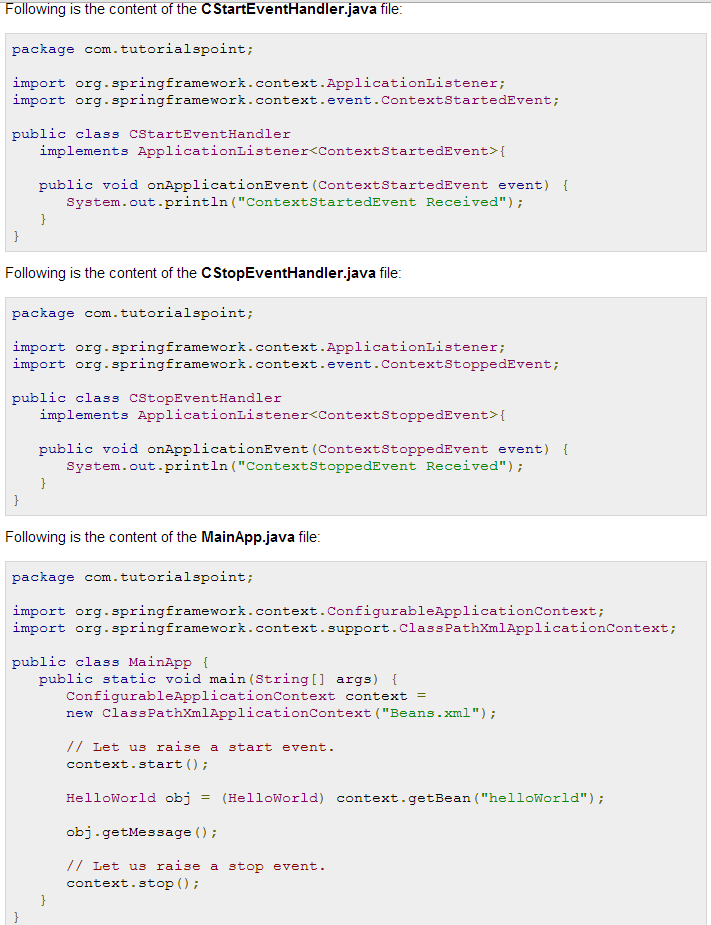 Following is the content of the CStartEventHandler.java file:
package com.tutorialspoint;
import org.springframework.context.ApplicationListener;
import org.springframework.context.event.ContextStartedEvent;
public class CStartEventHandler
implements ApplicationListener<ContextStartedEvent>{
public void onApplicationEvent(ContextStartedEvent event) {
System.out.println("ContextStartedEvent Received");
}
}
Following is the content of the CStopEventHandler.java file:
package com.tutorialspoint;
import org.springframework.context.ApplicationListener;
import org.springframework.context.event.ContextStoppedEvent;
public class CStopEventHandler
implements ApplicationListener<ContextStoppedEvent>{
public void onApplicationEvent(ContextStoppedEvent event) {
System.out.println("ContextStoppedEvent Received");
}
}
Following is the content of the MainApp.java file:
package com.tutorialspoint;
import org.springframework.context.ConfigurableApplicationContext;
import org.springframework.context.support.ClassPathXmlApplicationContext;
public class MainApp {
public static void main(String[] args) {
ConfigurableApplicationContext context =
new ClassPathXmlApplicationContext("Beans.xml");
// Let us raise a start event.
context.start();
HelloWorld obj = (HelloWorld) context.getBean("helloWorld");
obj.getMessage();
// Let us raise a stop event.
context.stop();
}
}